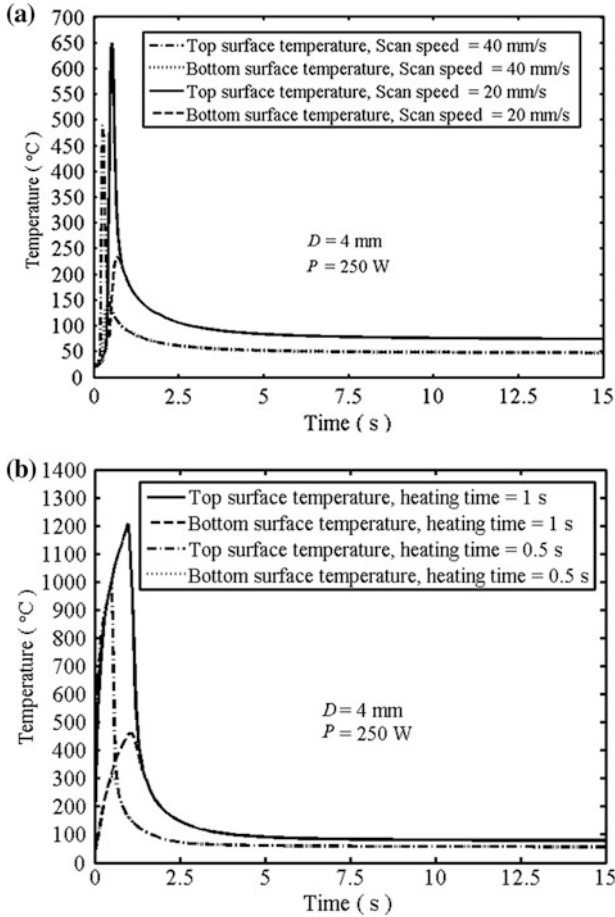 (a)
700
650
600
550
500
450
400
350
300
250
200
150
100
50
0
Temperature ( °C )
Top surface temperature, Scan speed = 40 mm/s
Bottom surface temperature, Scan speed = 40 mm/s
Top surface temperature, Scan speed = 20 mm/s
Bottom surface temperature, Scan speed = 20 mm/s
D = 4 mm
P = 250 W
0 2.5 5 7.5 10 12.5 15
Time ( s )
(b)
1400
1300
1200
1100
1000
900
800
700
600
500
400
300
200
100
0
Temperature ( °C )
Top surface temperature, heating time = 1 s
Bottom surface temperature, heating time = 1 s
Top surface temperature, heating time = 0.5 s
Bottom surface temperature, heating time = 0.5 s
D = 4 mm
P = 250 W
0 2.5 5 7.5 10 12.5 15
Time ( s )